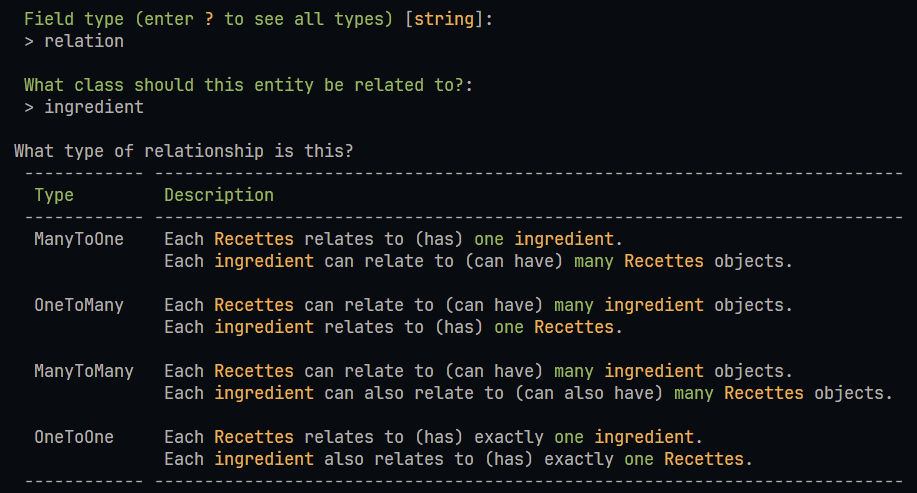 Field type (enter ? to see all types) [string]:
> relation
What class should this entity be related to?:
> ingredient
What type of relationship is this?
------------ ---------------------------------------------------------------------------
Type Description
------------ ---------------------------------------------------------------------------
ManyToOne Each Recettes relates to (has) one ingredient.
Each ingredient can relate to (can have) many Recettes objects.
OneToMany Each Recettes can relate to (can have) many ingredient objects.
Each ingredient relates to (has) one Recettes.
ManyToMany Each Recettes can relate to (can have) many ingredient objects.
Each ingredient can also relate to (can also have) many Recettes objects.
OneToOne Each Recettes relates to (has) exactly one ingredient.
Each ingredient also relates to (has) exactly one Recettes.
------------ ---------------------------------------------------------------------------